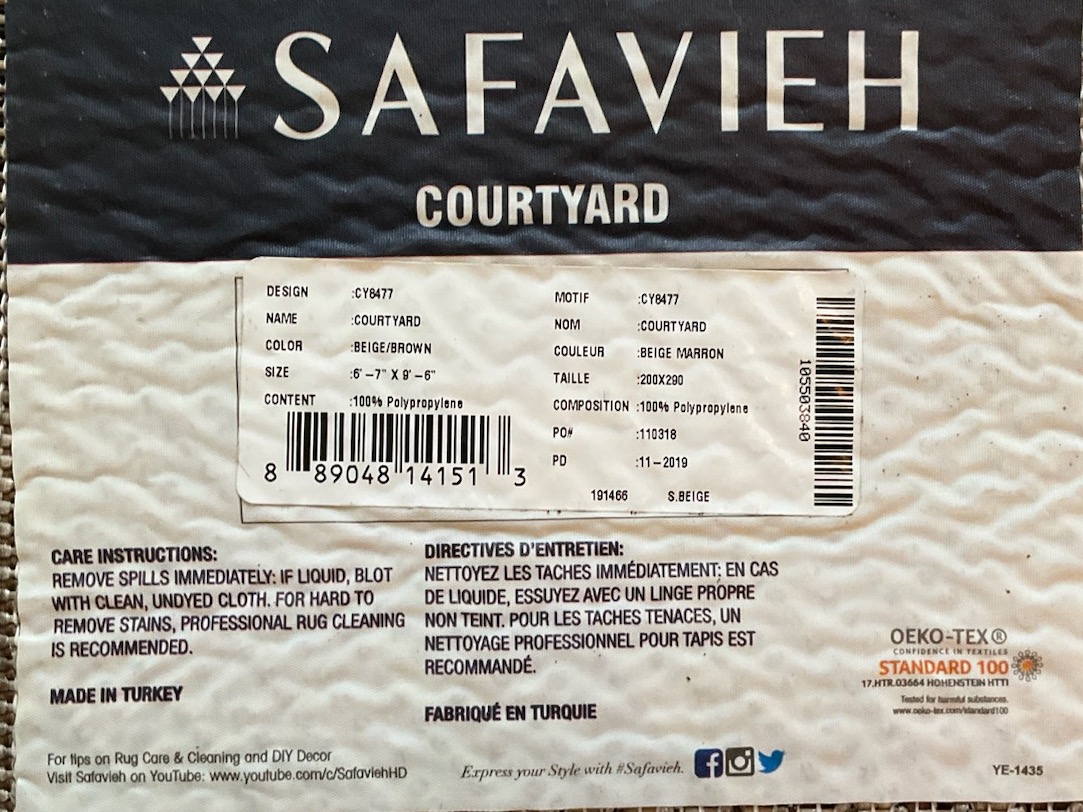 SAFAVIEH
COURTYARD
DESIGN :CY8477
NAME :COURTYARD
COLOR :BEIGE/BROWN
SIZE :6'-7" X 9'-6"
CONTENT :100% Polypropylene
8 89048 14151 3
MOTIF :CY8477
NOM :COURTYARD
COULEUR :BEIGE MARRON
TAILLE :200X290
COMPOSITION :100% Polypropylene
PO# :110318
PD :11-2019
191466 S.BEIGE
105503840
CARE INSTRUCTIONS:
REMOVE SPILLS IMMEDIATELY: IF LIQUID, BLOT
WITH CLEAN, UNDYED CLOTH. FOR HARD TO
REMOVE STAINS, PROFESSIONAL RUG CLEANING
IS RECOMMENDED.
MADE IN TURKEY
DIRECTIVES D'ENTRETIEN:
NETTOYEZ LES TACHES IMMÉDIATEMENT; EN CAS
DE LIQUIDE, ESSUYEZ AVEC UN LINGE PROPRE
NON TEINT. POUR LES TACHES TENACES, UN
NETTOYAGE PROFESSIONNEL POUR TAPIS EST
RECOMMANDÉ.
FABRIQUÉ EN TURQUIE
OEKO-TEX®
CONFIDENCE IN TEXTILES
STANDARD 100
17.HTR.03664 HOHENSTEIN HTTI
Tested for harmful substances.
www.oeko-tex.com/standard100
For tips on Rug Care & Cleaning and DIY Decor
Visit Safavieh on YouTube: www.youtube.com/c/SafaviehHD
Express your Style with #Safavieh.
YE-1435